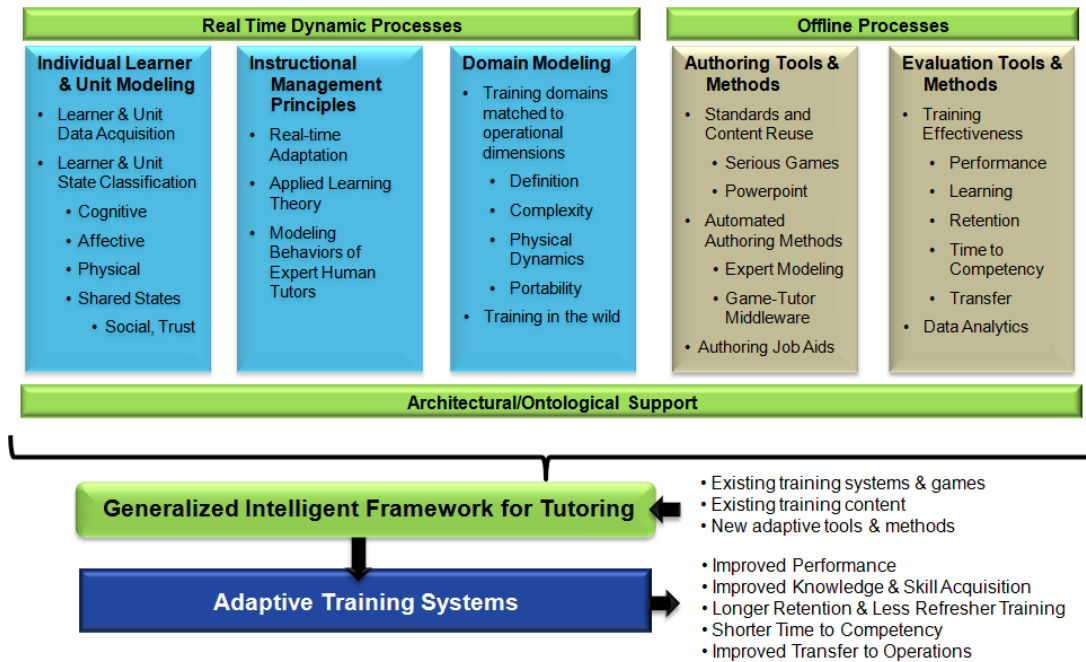 Real Time Dynamic Processes
Offline Processes
Individual Learner
& Unit Modeling
• Learner & Unit
Data Acquisition
• Learner & Unit
State Classification
• Cognitive
• Affective
• Physical
• Shared States
• Social, Trust
Instructional
Management
Principles
• Real-time
Adaptation
• Applied Learning
Theory
• Modeling
Behaviors of
Expert Human
Tutors
Domain Modeling
• Training domains
matched to
operational
dimensions
• Definition
• Complexity
• Physical
Dynamics
• Portability
• Training in the wild
Authoring Tools &
Methods
• Standards and
Content Reuse
• Serious Games
• Powerpoint
• Automated
Authoring Methods
• Expert Modeling
• Game-Tutor
Middleware
• Authoring Job Aids
Evaluation Tools &
Methods
• Training
Effectiveness
• Performance
• Learning
• Retention
• Time to
Competency
• Transfer
• Data Analytics
Architectural/Ontological Support
Generalized Intelligent Framework for Tutoring
• Existing training systems & games
• Existing training content
• New adaptive tools & methods
Adaptive Training Systems
• Improved Performance
• Improved Knowledge & Skill Acquisition
• Longer Retention & Less Refresher Training
• Shorter Time to Competency
• Improved Transfer to Operations